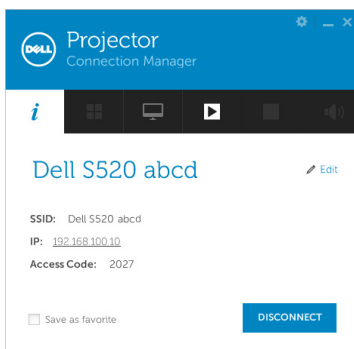 DELL
Projector
Connection Manager
i
Dell S520 abcd
Edit
SSID: Dell S520 abcd
IP: 192.168.100.10
Access Code: 2027
Save as favorite
DISCONNECT